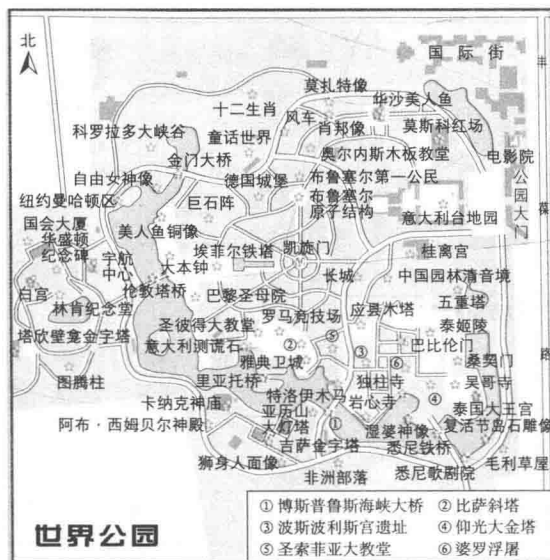 北
国际街
丰
莫扎特像
华沙美人鱼
十二生肖
风车
肖邦像
莫斯科红场
科罗拉多大峡谷
童话世界
奥尔内斯木板教堂
电影院
金门大桥
布鲁塞尔第一公民
公园大门
自由女神像
德国城堡
布鲁塞尔
原子结构
葆
纽约曼哈顿区
巨石阵
意大利台地园
国会大厦
美人鱼铜像
华盛顿
纪念碑
埃菲尔铁塔
凯旋门
桂离宫
宇航
中心
大本钟
长城
中国园林清音境
白宫
伦敦塔桥
巴黎圣母院
五重塔
林肯纪念堂
罗马竞技场
应县木塔
泰姬陵
圣彼得大教堂
塔欣壁龛金字塔
意大利测谎石
②
⑤
巴比伦门
路
雅典卫城
③
⑥
桑契门
图腾柱
里亚托桥
独柱寺
吴哥寺
特洛伊木马
岩心寺
④
卡纳克神庙
亚历山
大灯塔
①
泰国大王宫
阿布·西姆贝尔神殿
湿婆神像
复活节岛石雕像
吉萨金字塔
悉尼铁桥
狮身人面像
毛利草屋
非洲部落
悉尼歌剧院
世界公园
①博斯普鲁斯海峡大桥 ②比萨斜塔
③波斯波利斯宫遗址 ④仰光大金塔
⑤圣索菲亚大教堂 ⑥婆罗浮屠